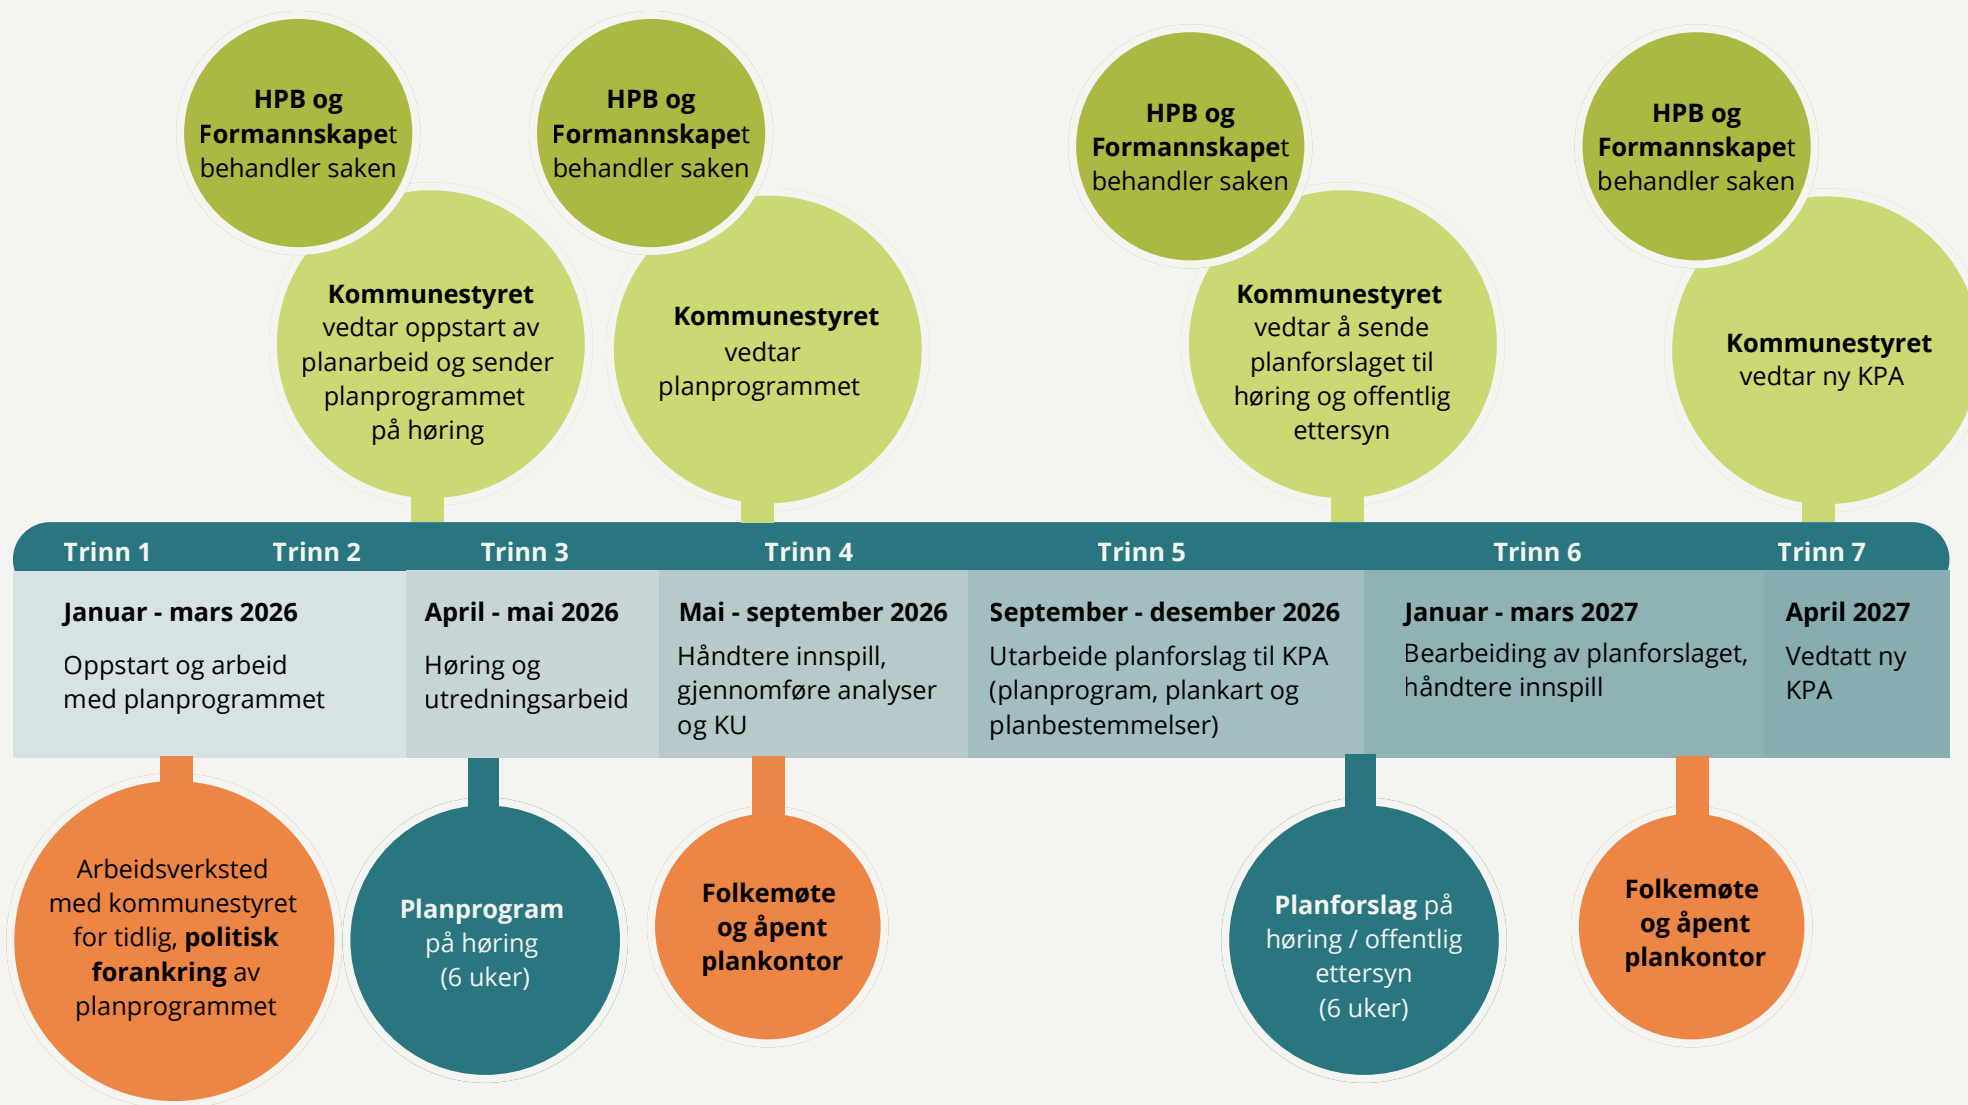 HPB og
Formannskapet
behandler saken
HPB og
Formannskapet
behandler saken
HPB og
Formannskapet
behandler saken
HPB og
Formannskapet
behandler saken
Kommunestyret
vedtar oppstart av
planarbeid og sender
planprogrammet
på høring
Kommunestyret
vedtar
planprogrammet
Kommunestyret
vedtar å sende
planforslaget til
høring og offentlig
ettersyn
Kommunestyret
vedtar ny KPA
Trinn 1
Trinn 2
Trinn 3
Trinn 4
Trinn 5
Trinn 6
Trinn 7
Januar - mars 2026
Oppstart og arbeid
med planprogrammet
April - mai 2026
Høring og
utredningsarbeid
Mai - september 2026
Håndtere innspill,
gjennomføre analyser
og KU
September - desember 2026
Utarbeide planforslag til KPA
(planprogram, plankart og
planbestemmelser)
Januar - mars 2027
Bearbeiding av planforslaget,
håndtere innspill
April 2027
Vedtatt ny
KPA
Arbeidsverksted
med kommunestyret
for tidlig, politisk
forankring av
planprogrammet
Planprogram
på høring
(6 uker)
Folkemøte
og åpent
plankontor
Planforslag på
høring / offentlig
ettersyn
(6 uker)
Folkemøte
og åpent
plankontor